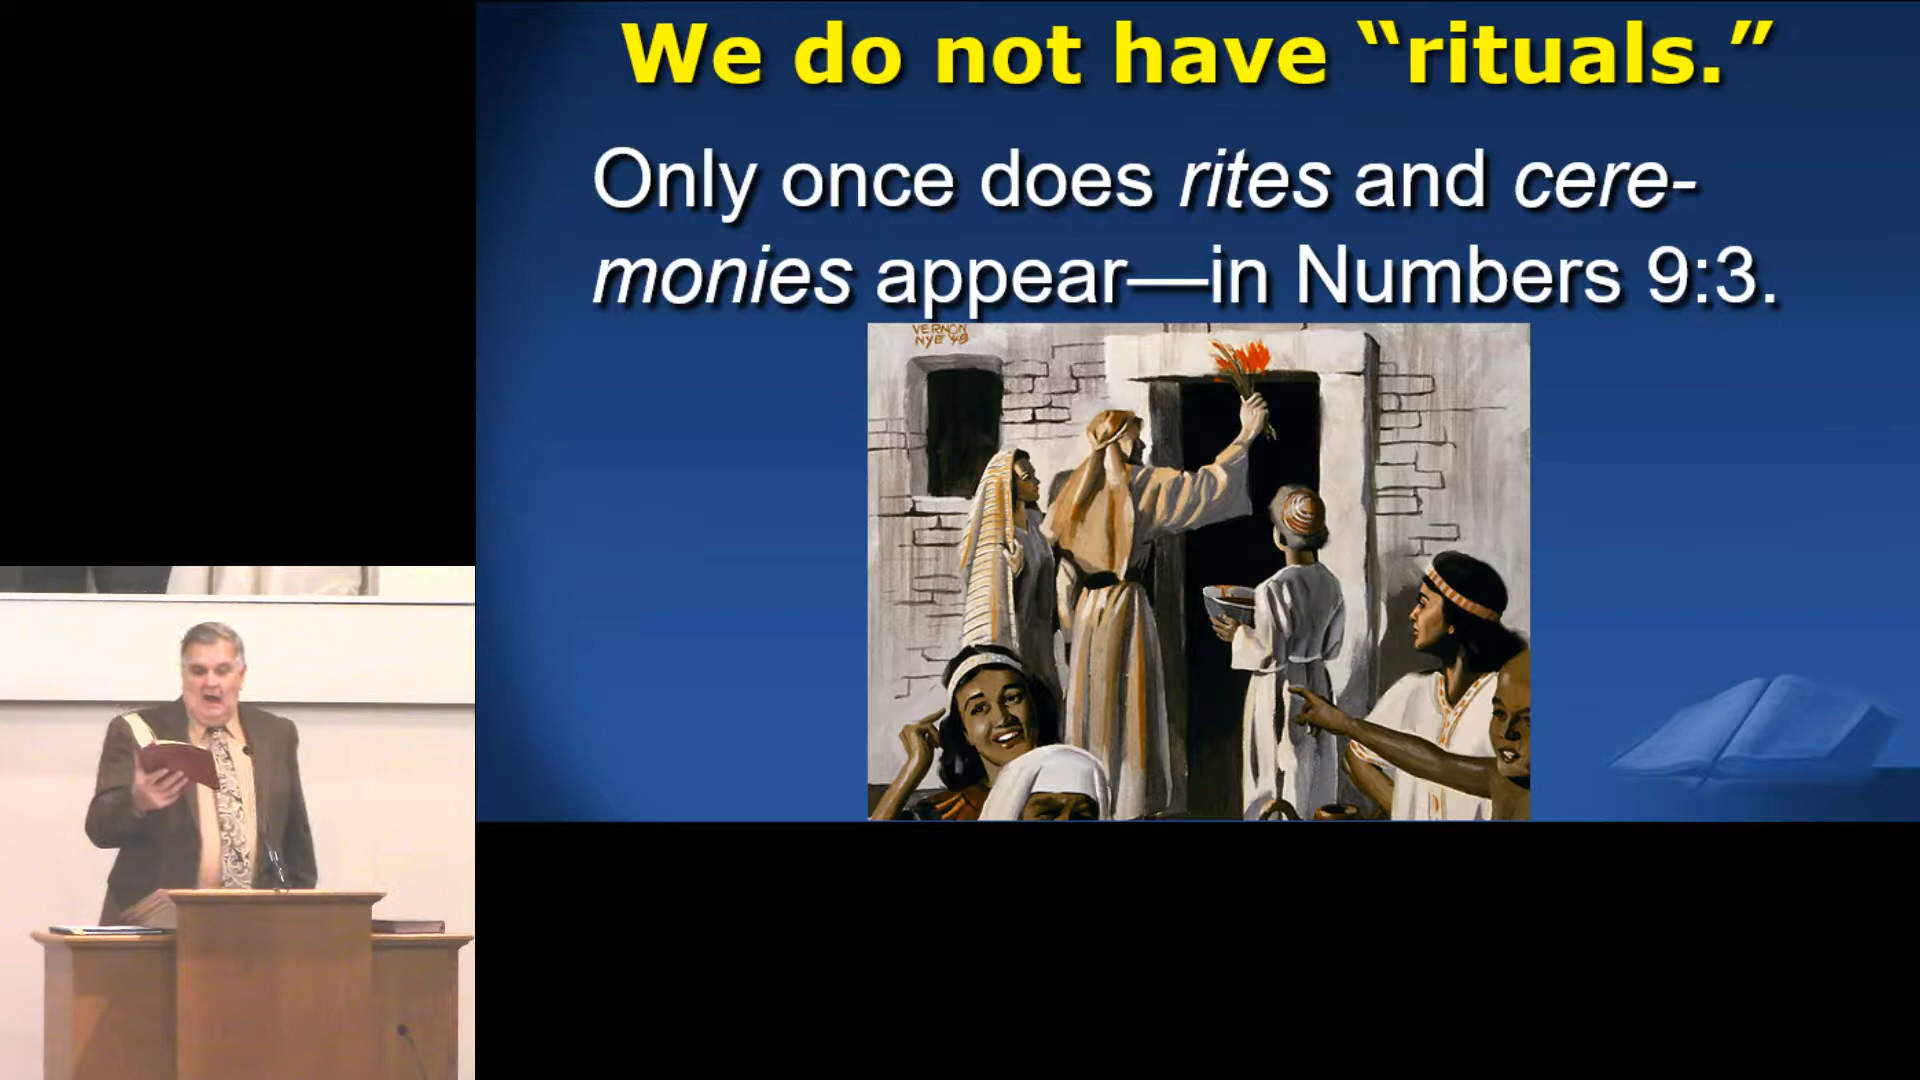 We do not have “rituals.”
Only once does rites and cere-
monies appear—in Numbers 9:3.
VERNON
NYE '49